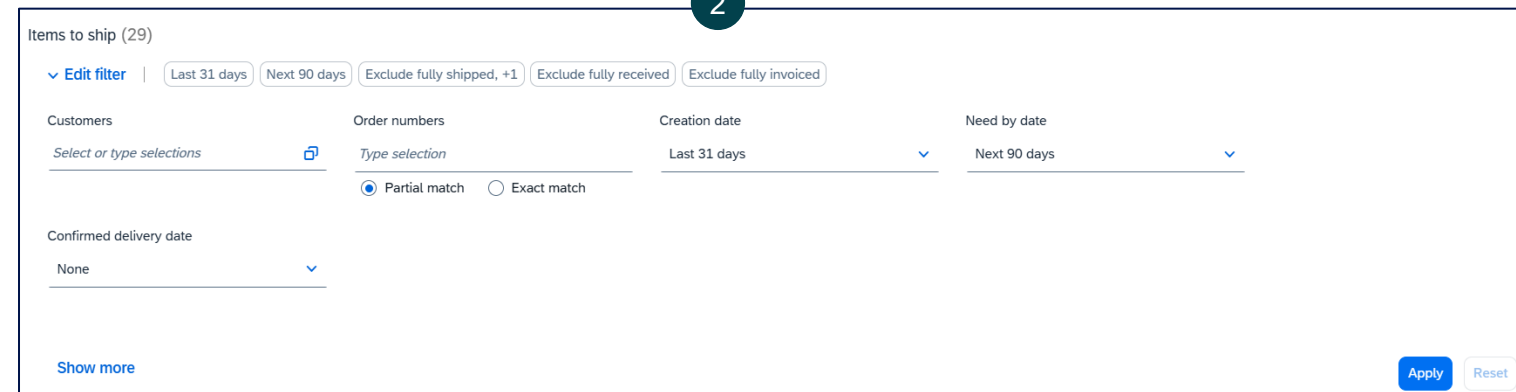 2
Items to ship (29)
Edit filter | Last 31 days Next 90 days Exclude fully shipped, +1 Exclude fully received Exclude fully invoiced
Customers Order numbers Creation date Need by date
Select or type selections Type selection Last 31 days Next 90 days
Partial match Exact match
Confirmed delivery date
None
Show more Apply Reset